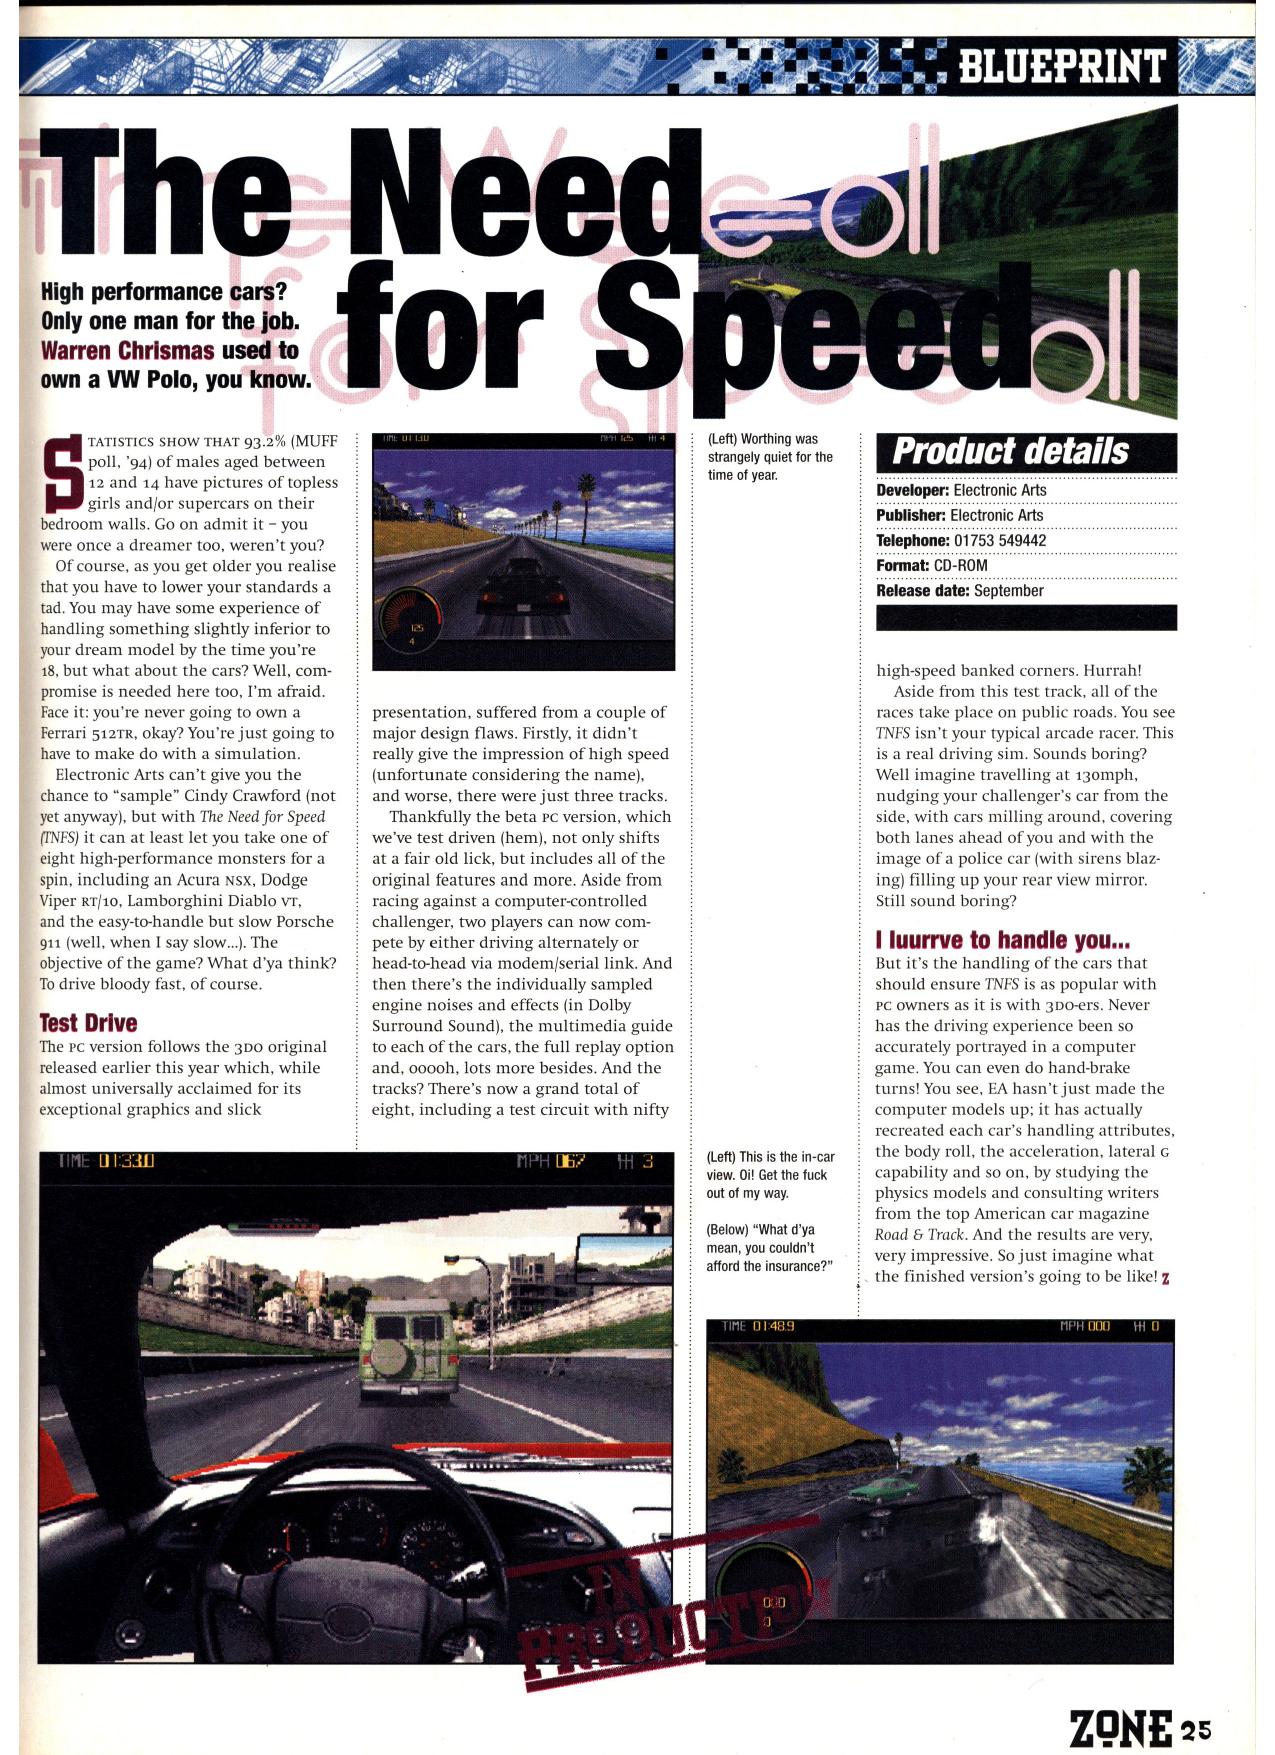 BLUEPRINT
The Need
for Speed
High performance cars?
Only one man for the job.
Warren Chrismas used to
own a VW Polo, you know.
STATISTICS SHOW THAT 93.2% (MUFF
poll, ’94) of males aged between
12 and 14 have pictures of topless
girls and/or supercars on their
bedroom walls. Go on admit it – you
were once a dreamer too, weren’t you?
Of course, as you get older you realise
that you have to lower your standards a
tad. You may have some experience of
handling something slightly inferior to
your dream model by the time you’re
18, but what about the cars? Well, com-
promise is needed here too, I’m afraid.
Face it: you’re never going to own a
Ferrari 512TR, okay? You’re just going to
have to make do with a simulation.
Electronic Arts can’t give you the
chance to “sample” Cindy Crawford (not
yet anyway), but with The Need for Speed
(TNFS) it can at least let you take one of
eight high-performance monsters for a
spin, including an Acura NSX, Dodge
Viper RT/10, Lamborghini Diablo VT,
and the easy-to-handle but slow Porsche
911 (well, when I say slow...). The
objective of the game? What d’ya think?
To drive bloody fast, of course.
Test Drive
The PC version follows the 3DO original
released earlier this year which, while
almost universally acclaimed for its
exceptional graphics and slick
TIME 01:13.0 MPH 125 4
125
4
presentation, suffered from a couple of
major design flaws. Firstly, it didn’t
really give the impression of high speed
(unfortunate considering the name),
and worse, there were just three tracks.
Thankfully the beta PC version, which
we’ve test driven (hem), not only shifts
at a fair old lick, but includes all of the
original features and more. Aside from
racing against a computer-controlled
challenger, two players can now com-
pete by either driving alternately or
head-to-head via modem/serial link. And
then there’s the individually sampled
engine noises and effects (in Dolby
Surround Sound), the multimedia guide
to each of the cars, the full replay option
and, ooooh, lots more besides. And the
tracks? There’s now a grand total of
eight, including a test circuit with nifty
(Left) Worthing was
strangely quiet for the
time of year.
Product details
Developer: Electronic Arts
Publisher: Electronic Arts
Telephone: 01753 549442
Format: CD-ROM
Release date: September
high-speed banked corners. Hurrah!
Aside from this test track, all of the
races take place on public roads. You see
TNFS isn’t your typical arcade racer. This
is a real driving sim. Sounds boring?
Well imagine travelling at 130mph,
nudging your challenger’s car from the
side, with cars milling around, covering
both lanes ahead of you and with the
image of a police car (with sirens blaz-
ing) filling up your rear view mirror.
Still sound boring?
I luurrve to handle you...
But it’s the handling of the cars that
should ensure TNFS is as popular with
PC owners as it is with 3DO-ers. Never
has the driving experience been so
accurately portrayed in a computer
game. You can even do hand-brake
turns! You see, EA hasn’t just made the
computer models up; it has actually
recreated each car’s handling attributes,
the body roll, the acceleration, lateral G
capability and so on, by studying the
physics models and consulting writers
from the top American car magazine
Road & Track. And the results are very,
very impressive. So just imagine what
the finished version’s going to be like! Z
TIME 01:33.0 MPH 067 3
(Left) This is the in-car
view. Oi! Get the fuck
out of my way.
(Below) “What d’ya
mean, you couldn’t
afford the insurance?”
TIME 01:48.9 MPH 000 0
000
0
IN
PRODUCTION
ZONE 25